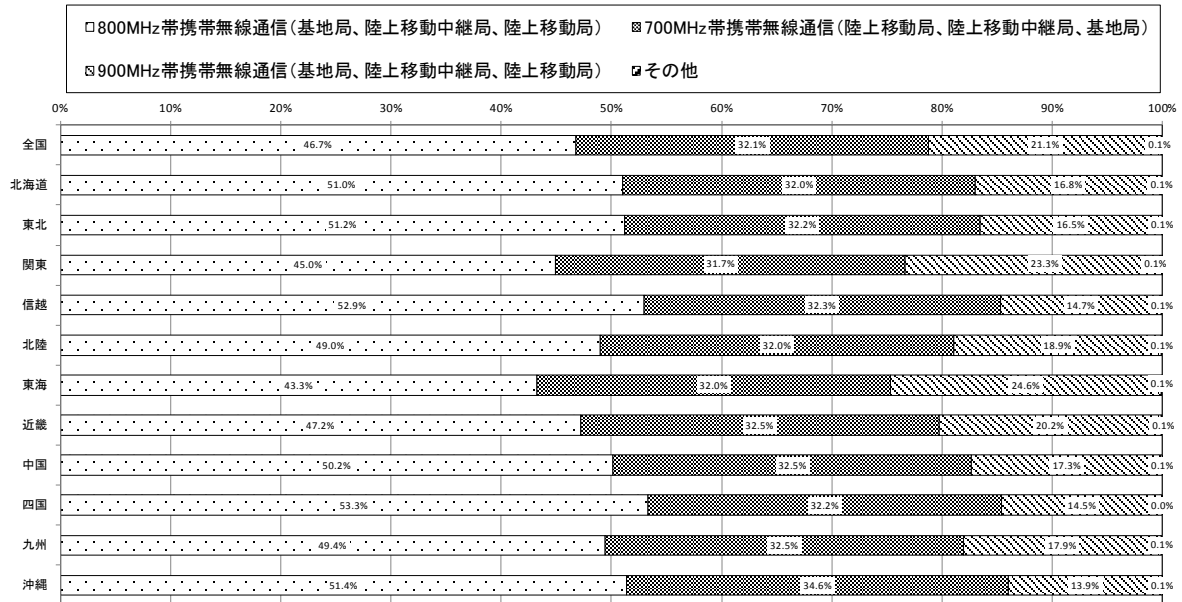 800MHz帯携帯無線通信(基地局、陸上移動中継局、陸上移動局) 700MHz帯携帯無線通信(陸上移動局、陸上移動中継局、基地局)
900MHz帯携帯無線通信(基地局、陸上移動中継局、陸上移動局) その他
0% 10% 20% 30% 40% 50% 60% 70% 80% 90% 100%
全国 46.7% 32.1% 21.1% 0.1%
北海道 51.0% 32.0% 16.8% 0.1%
東北 51.2% 32.2% 16.5% 0.1%
関東 45.0% 31.7% 23.3% 0.1%
信越 52.9% 32.3% 14.7% 0.1%
北陸 49.0% 32.0% 18.9% 0.1%
東海 43.3% 32.0% 24.6% 0.1%
近畿 47.2% 32.5% 20.2% 0.1%
中国 50.2% 32.5% 17.3% 0.1%
四国 53.3% 32.2% 14.5% 0.0%
九州 49.4% 32.5% 17.9% 0.1%
沖縄 51.4% 34.6% 13.9% 0.1%